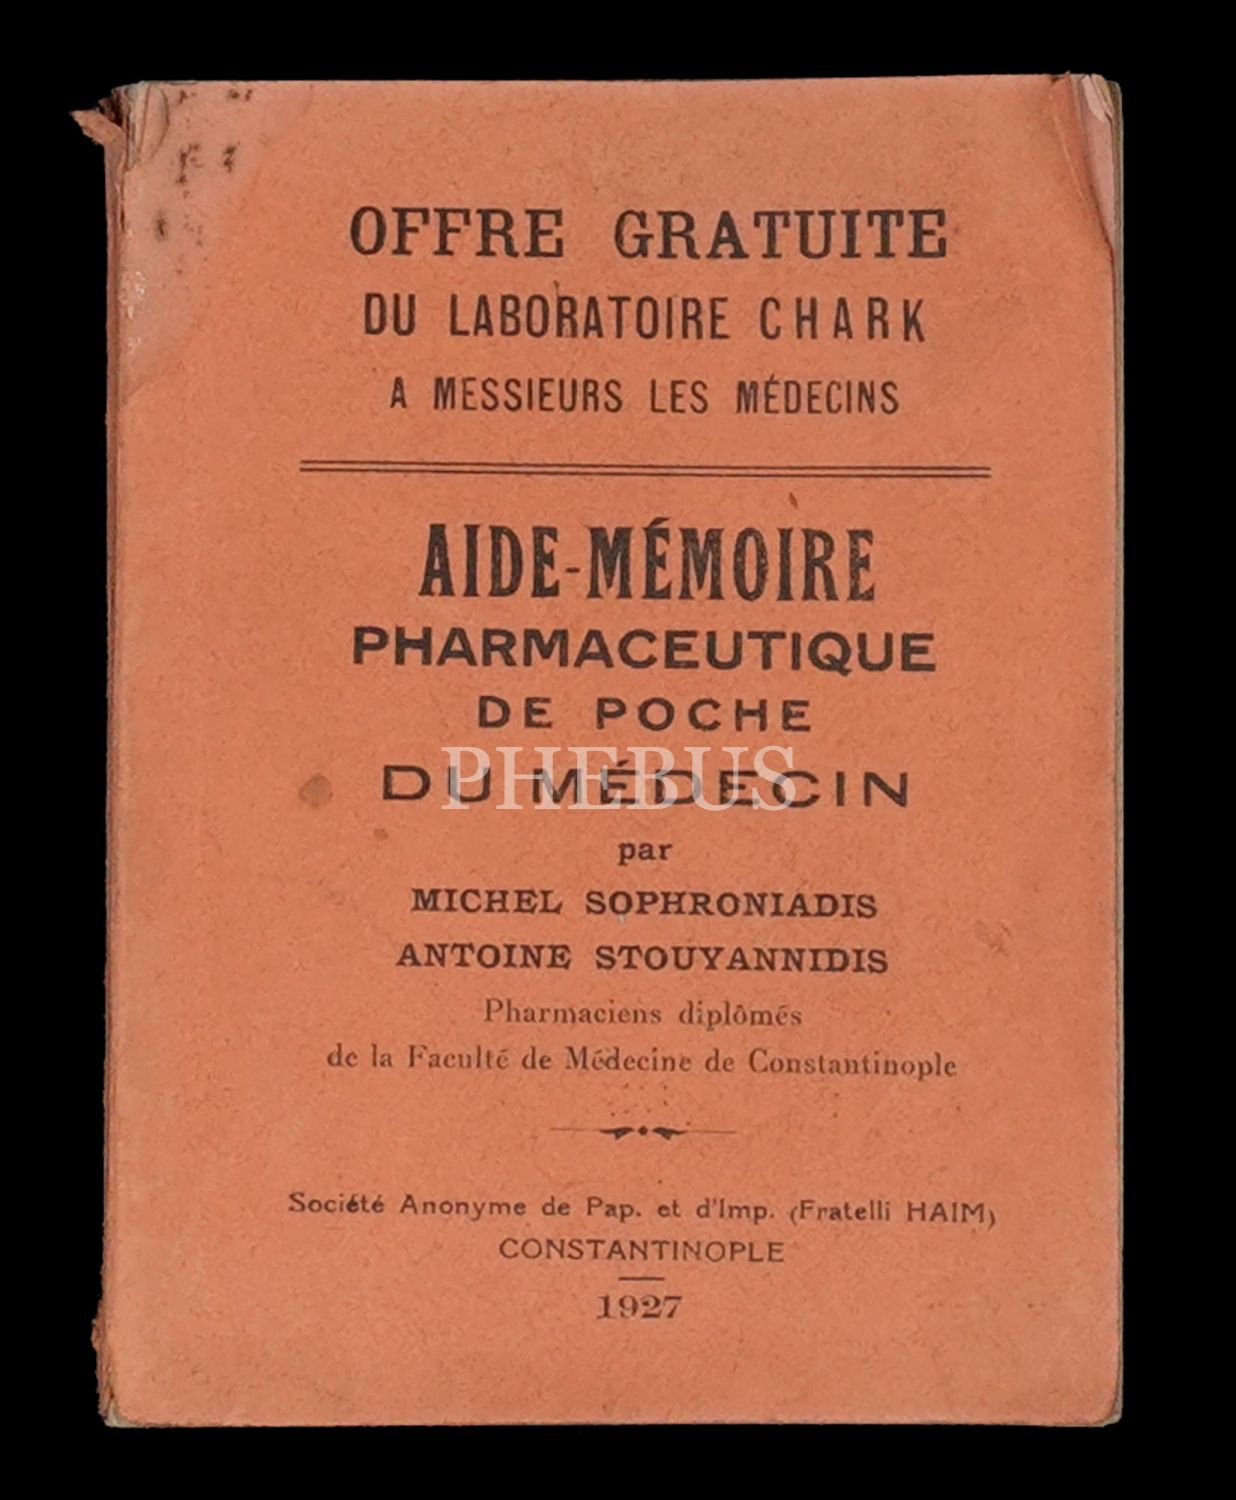 OFFRE GRATUITE
DU LABORATOIRE CHARK
A MESSIEURS LES MÉDECINS
AIDE-MÉMOIRE
PHARMACEUTIQUE
DE POCHE
DU MÉDECIN
PHEBUS
par
MICHEL SOPHRONIADIS
ANTOINE STOUYANNIDIS
Pharmaciens diplômés
de la Faculté de Médecine de Constantinople
Société Anonyme de Pap. et d'Imp. (Fratelli HAIM)
CONSTANTINOPLE
1927